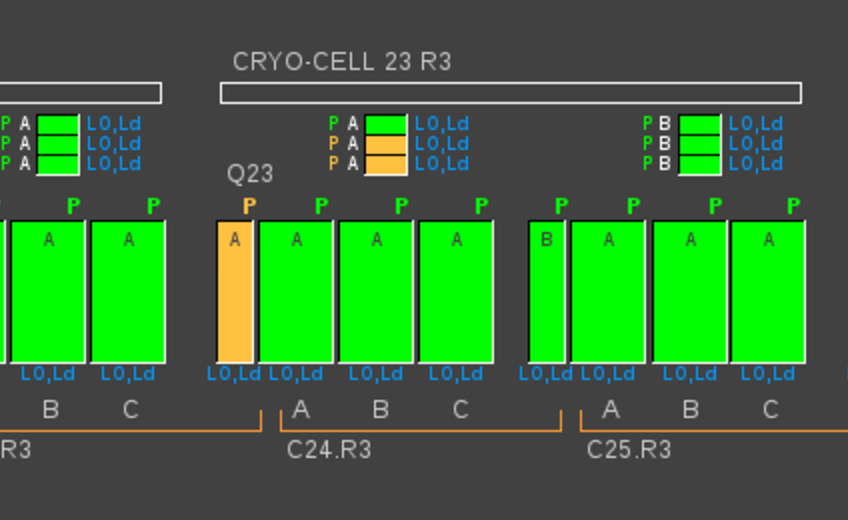 CRYO-CELL 23 R3
P A L0,Ld P A L0,Ld P B L0,Ld
P A L0,Ld P A L0,Ld P B L0,Ld
P A L0,Ld P A L0,Ld P B L0,Ld
Q23
P P P P P P P P P P
A A A A A A B A A A
L0,Ld L0,Ld L0,Ld L0,Ld L0,Ld L0,Ld L0,Ld L0,Ld L0,Ld L0,Ld
B C A B C A B C
R3 C24.R3 C25.R3